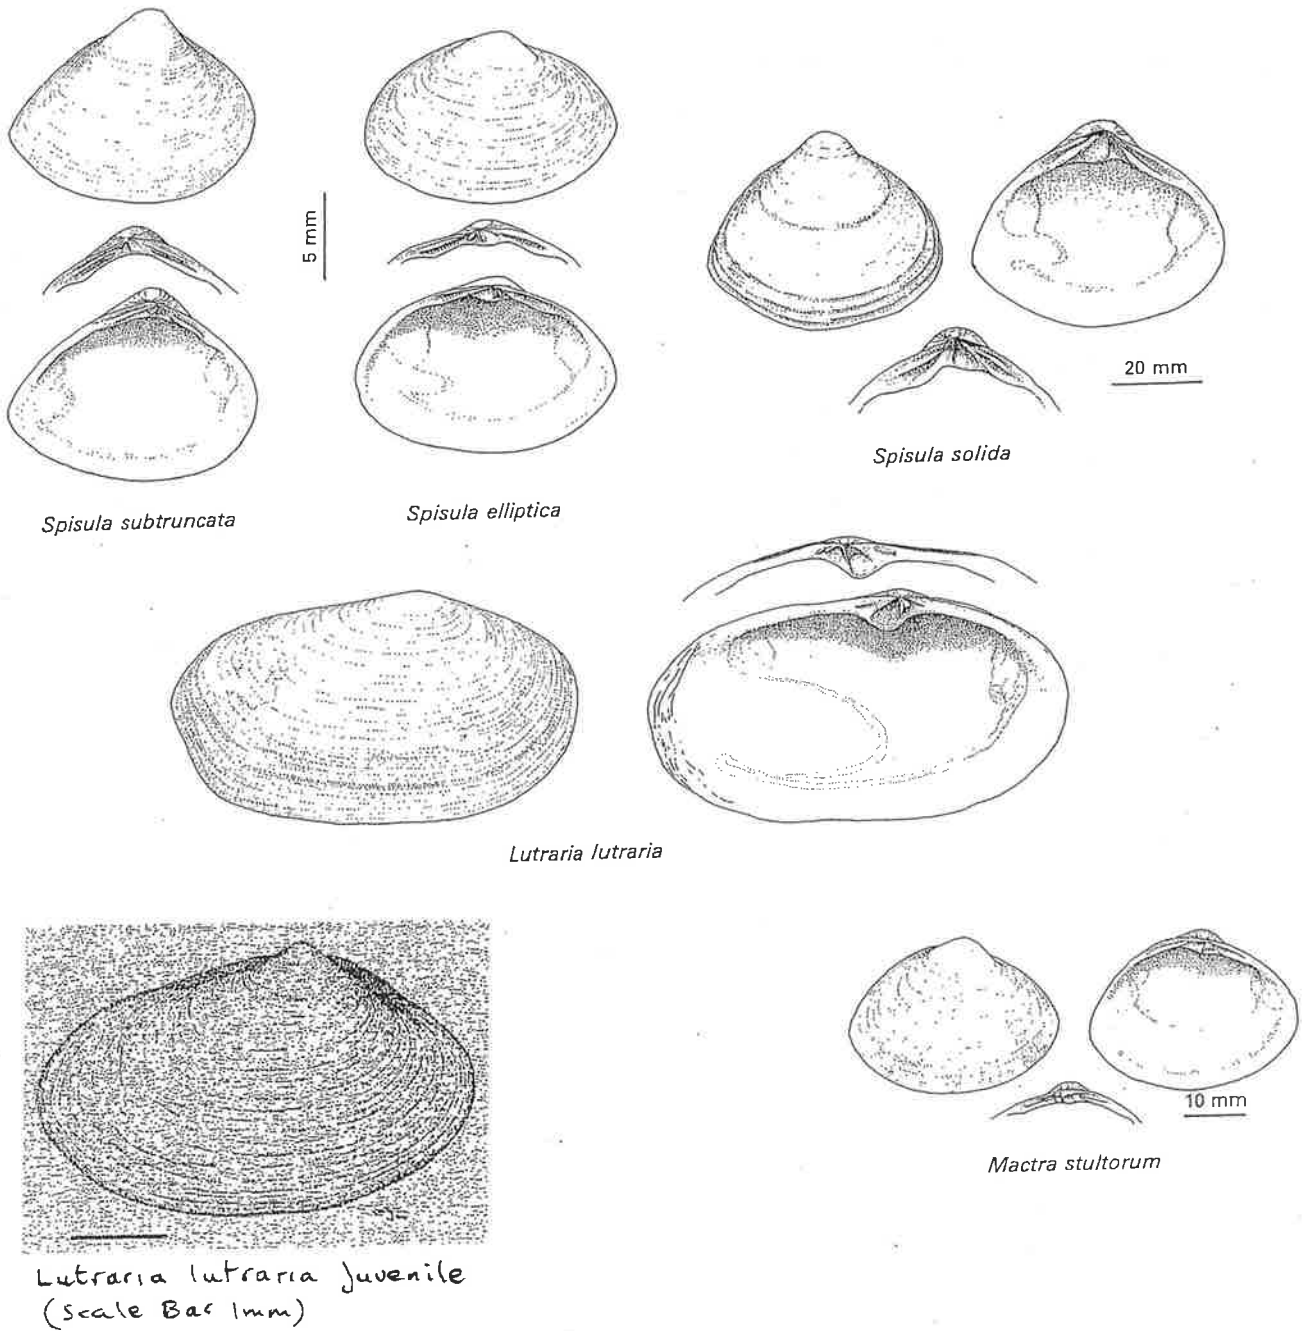 5 mm
20 mm
Spisula solida
Spisula subtruncata
Spisula elliptica
Lutraria lutraria
10 mm
Mactra stultorum
Lutraria lutraria Juvenile
(Scale Bar 1mm)